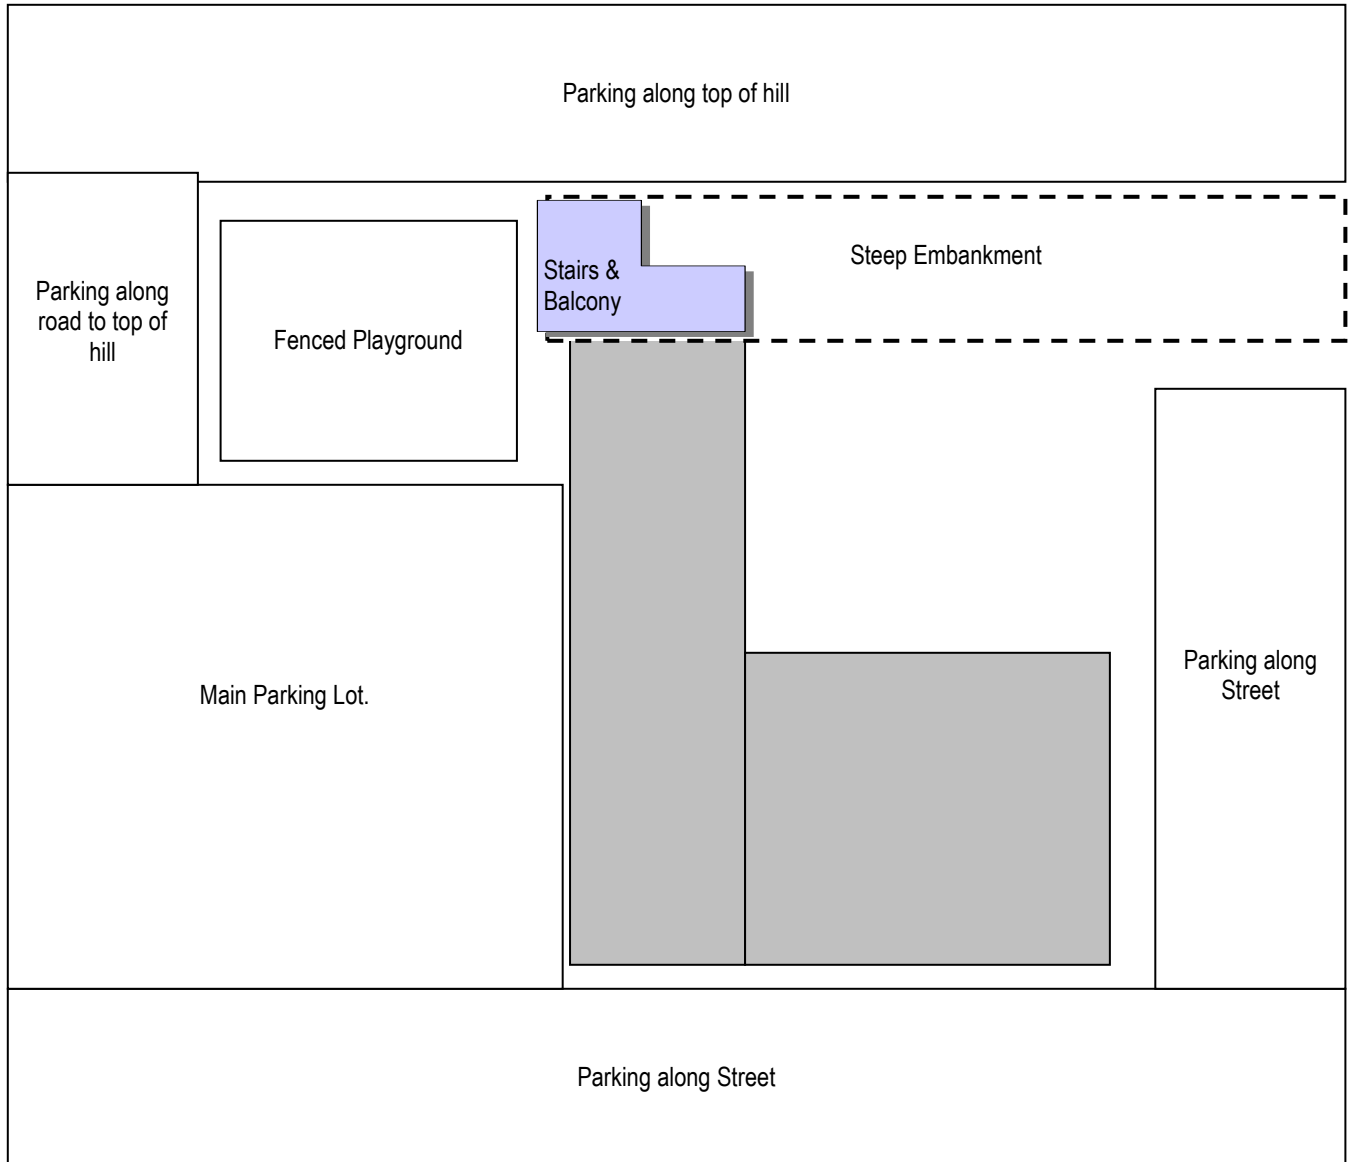 Parking along top of hill
Steep Embankment
Stairs &
Balcony
Parking along
road to top of
hill
Fenced Playground
Main Parking Lot.
Parking along
Street
Parking along Street